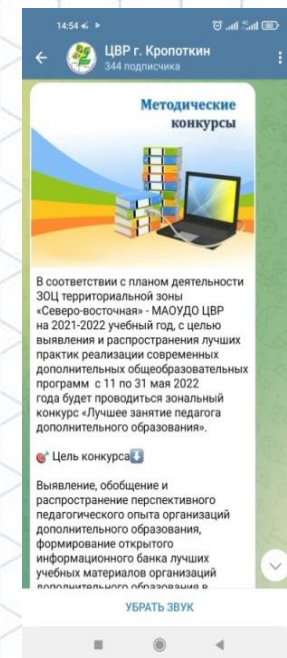 14:54
ЦВР г. Кропоткин
344 подписчика
Методические
конкурсы
В соответствии с планом деятельности
ЗОЦ территориальной зоны
«Северо-восточная» - МАОУДО ЦВР
на 2021-2022 учебный год, с целью
выявления и распространения лучших
практик реализации современных
дополнительных общеобразовательных
программ с 11 по 31 мая 2022
года будет проводиться зональный
конкурс «Лучшее занятие педагога
дополнительного образования».
🎯 Цель конкурса⬇️
Выявление, обобщение и
распространение перспективного
педагогического опыта организаций
дополнительного образования,
формирование открытого
информационного банка лучших
учебных материалов организаций
дополнительного образования в
УБРАТЬ ЗВУК